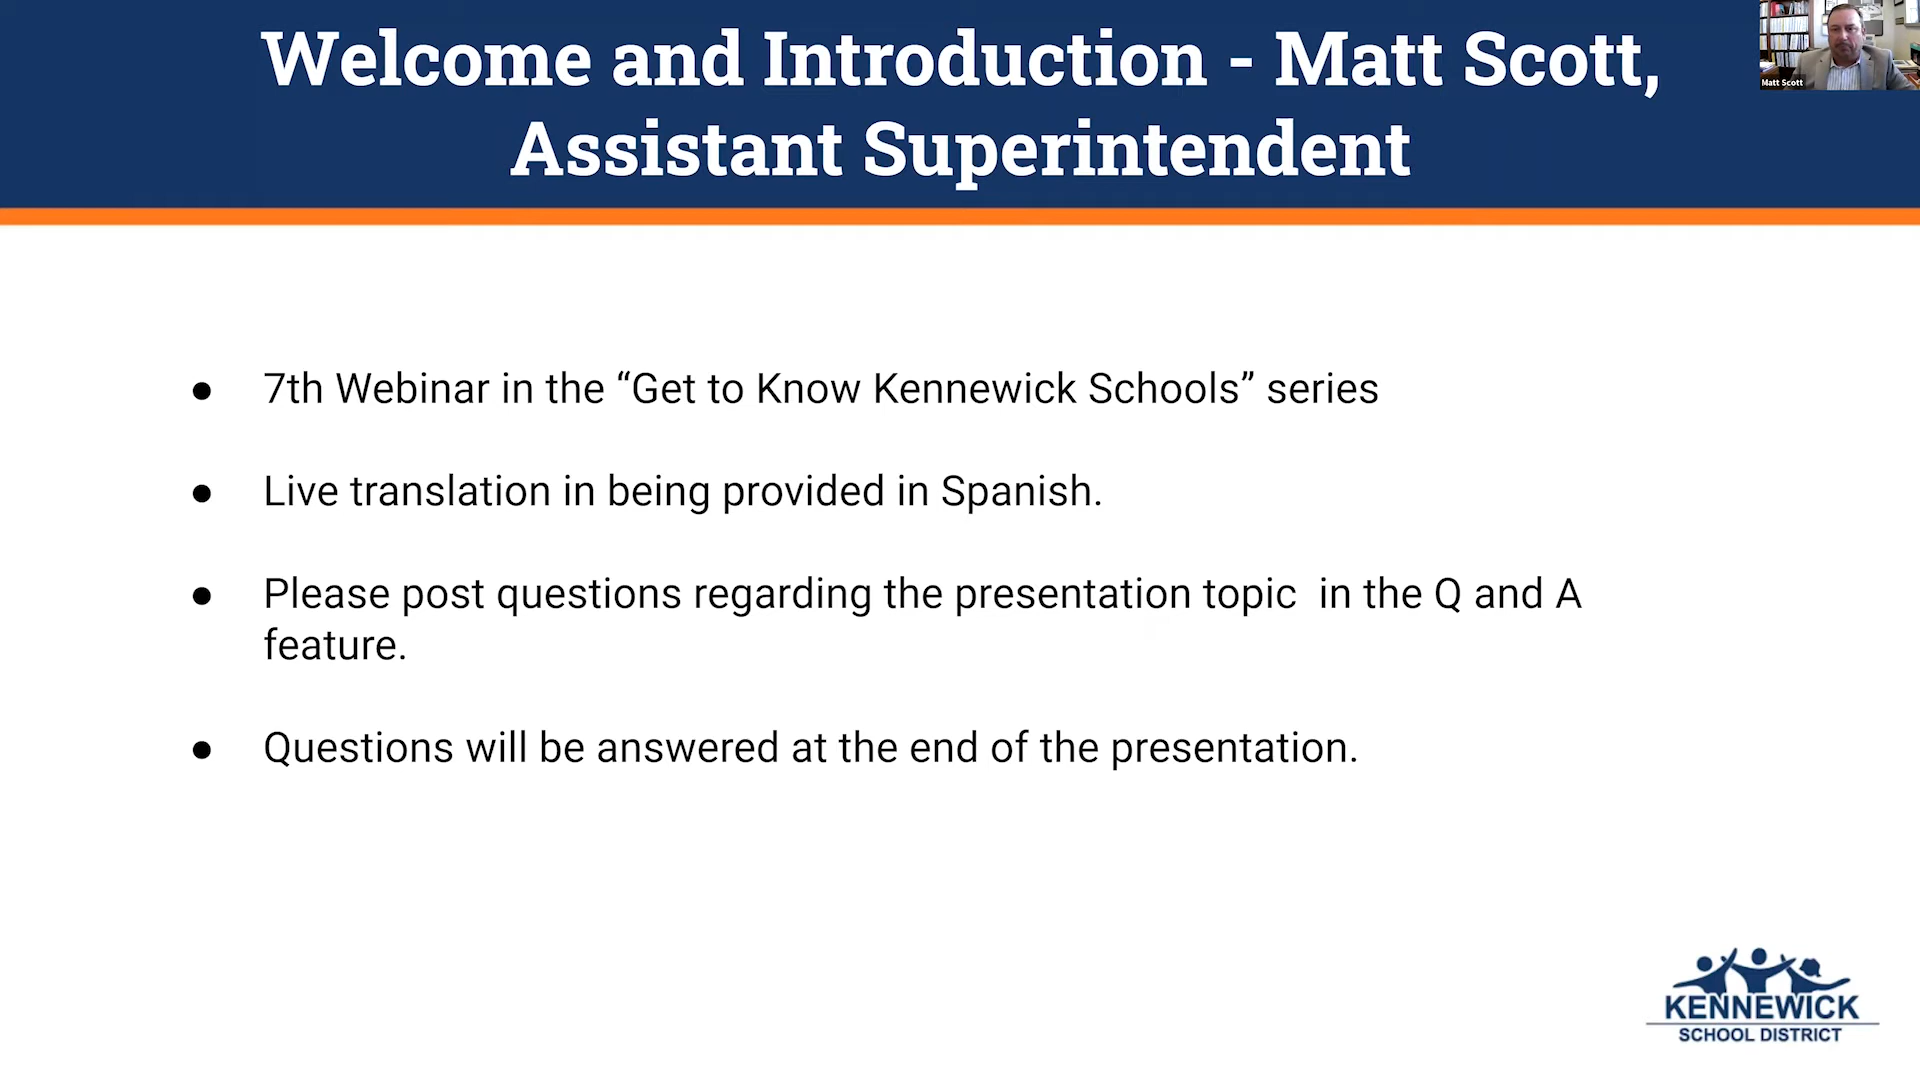 Welcome and Introduction - Matt Scott,
Assistant Superintendent
Matt Scott
● 7th Webinar in the “Get to Know Kennewick Schools” series
● Live translation in being provided in Spanish.
● Please post questions regarding the presentation topic  in the Q and A
feature.
● Questions will be answered at the end of the presentation.
KENNEWICK
SCHOOL DISTRICT